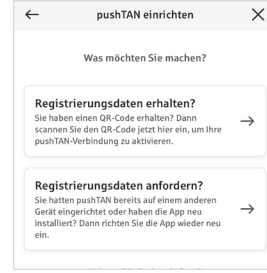 pushTAN einrichten
Was möchten Sie machen?
Registrierungsdaten erhalten?
Sie haben einen QR-Code erhalten? Dann
scannen Sie den QR-Code jetzt hier ein, um Ihre
pushTAN-Verbindung zu aktivieren.
Registrierungsdaten anfordern?
Sie hatten pushTAN bereits auf einem anderen
Gerät eingerichtet oder haben die App neu
installiert? Dann richten Sie die App wieder neu
ein.